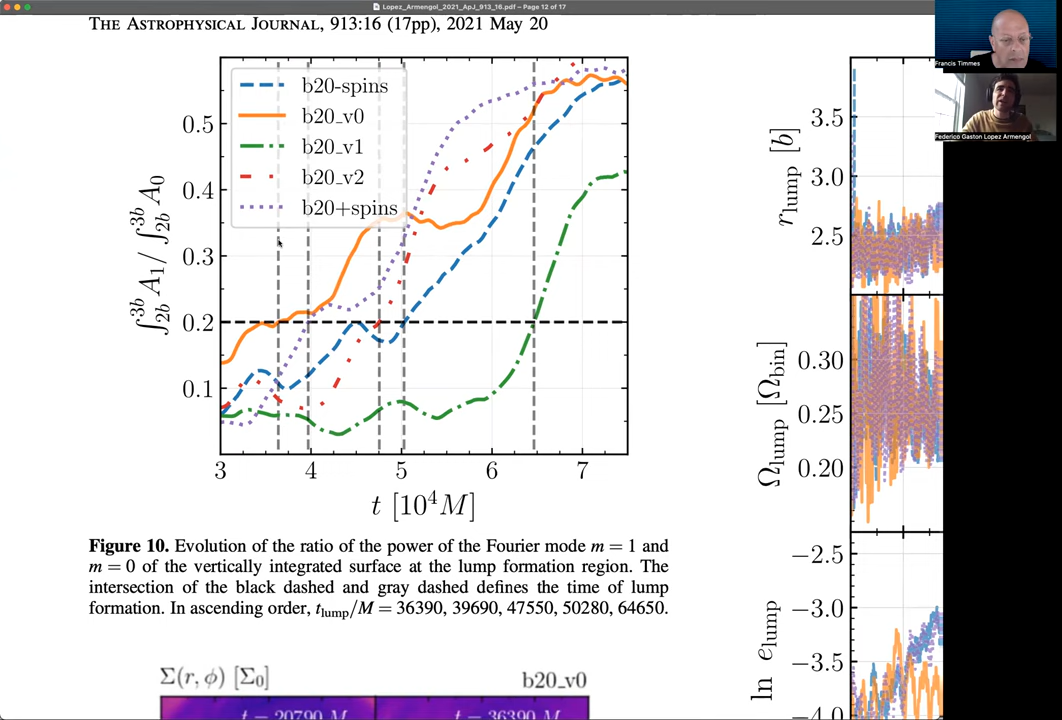 Lopez_Armengol_2021_ApJ_913_16.pdf – Page 12 of 17
THE ASTROPHYSICAL JOURNAL, 913:16 (17pp), 2021 May 20
b20-spins
b20_v0
b20_v1
b20_v2
b20+spins
0.5
0.4
0.3
0.2
0.1
∫_{2b}^{3b} A_1 / ∫_{2b}^{3b} A_0
3 4 5 6 7
t [10^4 M]
Figure 10. Evolution of the ratio of the power of the Fourier mode m = 1 and
m = 0 of the vertically integrated surface at the lump formation region. The
intersection of the black dashed and gray dashed defines the time of lump
formation. In ascending order, t_lump/M = 36390, 39690, 47550, 50280, 64650.
Σ(r, ϕ) [Σ_0]
b20_v0
t = 20790 M
t = 36390 M
r_lump [b]
3.5
3.0
2.5
Ω_lump [Ω_bin]
0.30
0.25
0.20
ln e_lump
−2.5
−3.0
−3.5
−4.0
Francis Timmes
Federico Gaston Lopez Armengol